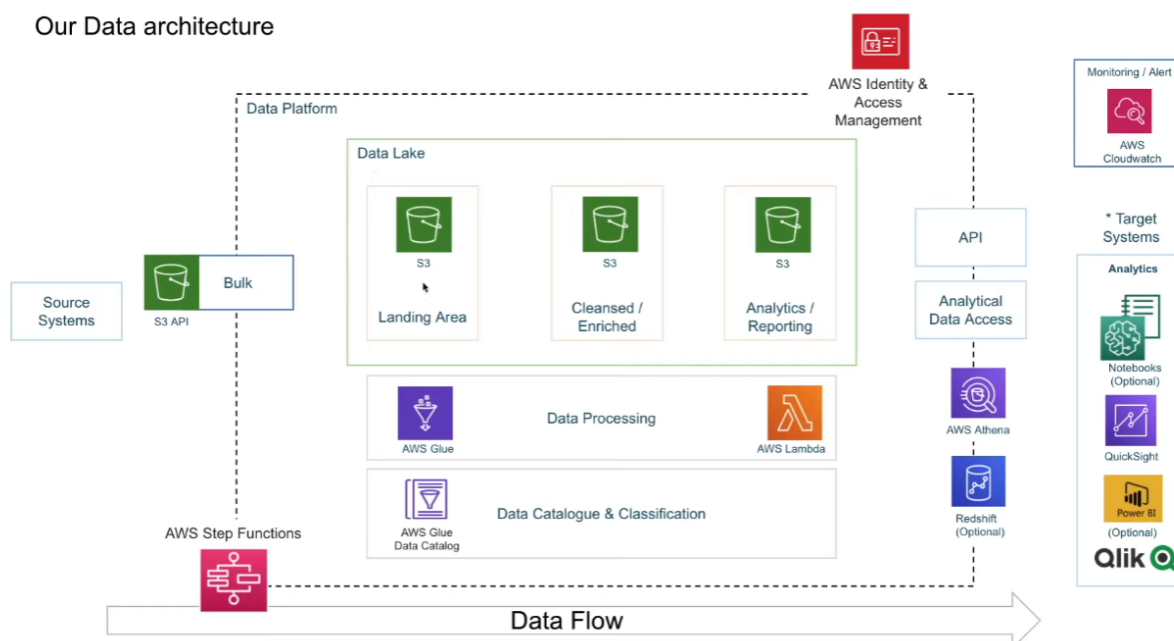 Our Data architecture
AWS Identity &
Access
Management
Monitoring / Alert
AWS
Cloudwatch
Data Platform
Data Lake
S3
Landing Area
S3
Cleansed /
Enriched
S3
Analytics /
Reporting
Source
Systems
S3 API
Bulk
API
Analytical
Data Access
* Target
Systems
Analytics
Notebooks
(Optional)
QuickSight
Power BI
(Optional)
Qlik
AWS Glue
Data Processing
AWS Lambda
AWS Athena
AWS Glue
Data Catalog
Data Catalogue & Classification
Redshift
(Optional)
AWS Step Functions
Data Flow